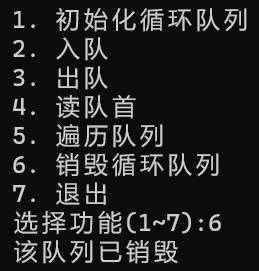 1. 初始化循环队列
2. 入队
3. 出队
4. 读队首
5. 遍历队列
6. 销毁循环队列
7. 退出
选择功能(1~7):6
该队列已销毁